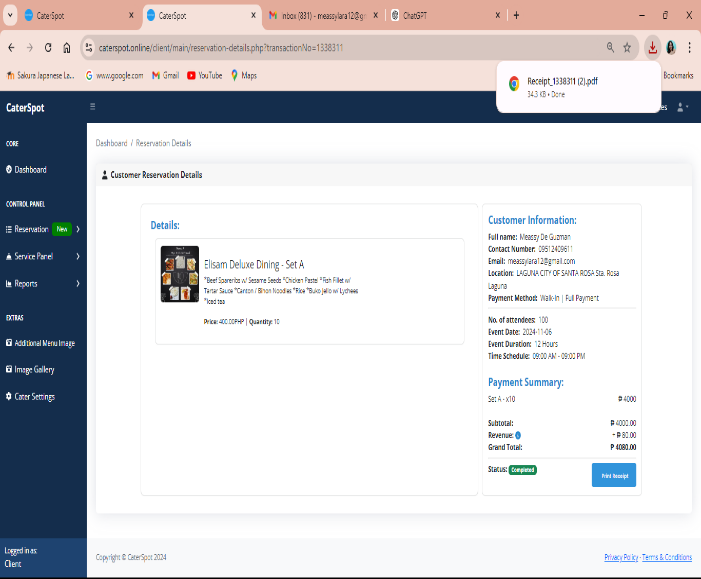 CaterSpot
CaterSpot
Inbox (831) - meassylara12@g
ChatGPT
caterspot.online/client/main/reservation-details.php?transactionNo=1338311
Sakura Japanese La...
www.google.com
Gmail
YouTube
Maps
Bookmarks
Receipt_1338311 (2).pdf
34.3 KB • Done
CaterSpot
es
CORE
Dashboard
CONTROL PANEL
Reservation New
Service Panel
Reports
EXTRAS
Additional Menu Image
Image Gallery
Cater Settings
Logged in as:
Client
Dashboard / Reservation Details
Customer Reservation Details
Details:
Elisam Deluxe Dining - Set A
*Beef Spareribs w/ Sesame Seeds *Chicken Pastel *Fish Fillet w/
Tartar Sauce *Canton / Bihon Noodles *Rice *Buko Jello w/ Lychees
*Iced tea
Price: 400.00PHP | Quantity: 10
Customer Information:
Full name: Meassy De Guzman
Contact Number: 09512409611
Email: meassylara12@gmail.com
Location: LAGUNA CITY OF SANTA ROSA Sta. Rosa
Laguna
Payment Method: Walk-In | Full Payment
No. of attendees: 100
Event Date: 2024-11-06
Event Duration: 12 Hours
Time Schedule: 09:00 AM - 09:00 PM
Payment Summary:
Set A - x10 ₱ 4000
Subtotal: ₱ 4000.00
Revenue: - ₱ 80.00
Grand Total: P 4080.00
Status: Completed
Print Receipt
Copyright © CaterSpot 2024
Privacy Policy · Terms & Conditions